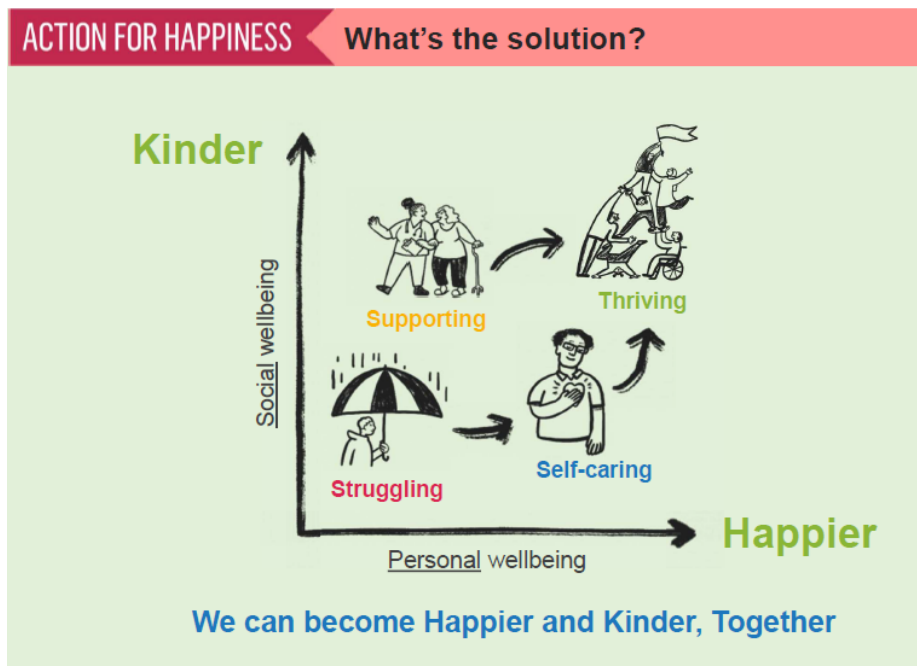 ACTION FOR HAPPINESS
What's the solution?
Kinder
Social wellbeing
Supporting
Thriving
Struggling
Self-caring
Personal wellbeing
Happier
We can become Happier and Kinder, Together